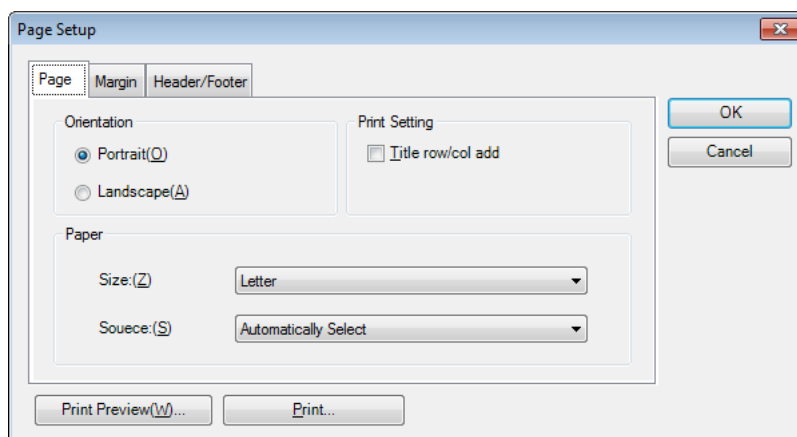 Page Setup
Page Margin Header/Footer
Orientation
Portrait(O)
Landscape(A)
Print Setting
Title row/col add
OK
Cancel
Paper
Size:(Z) Letter
Souece:(S) Automatically Select
Print Preview(W)... Print...